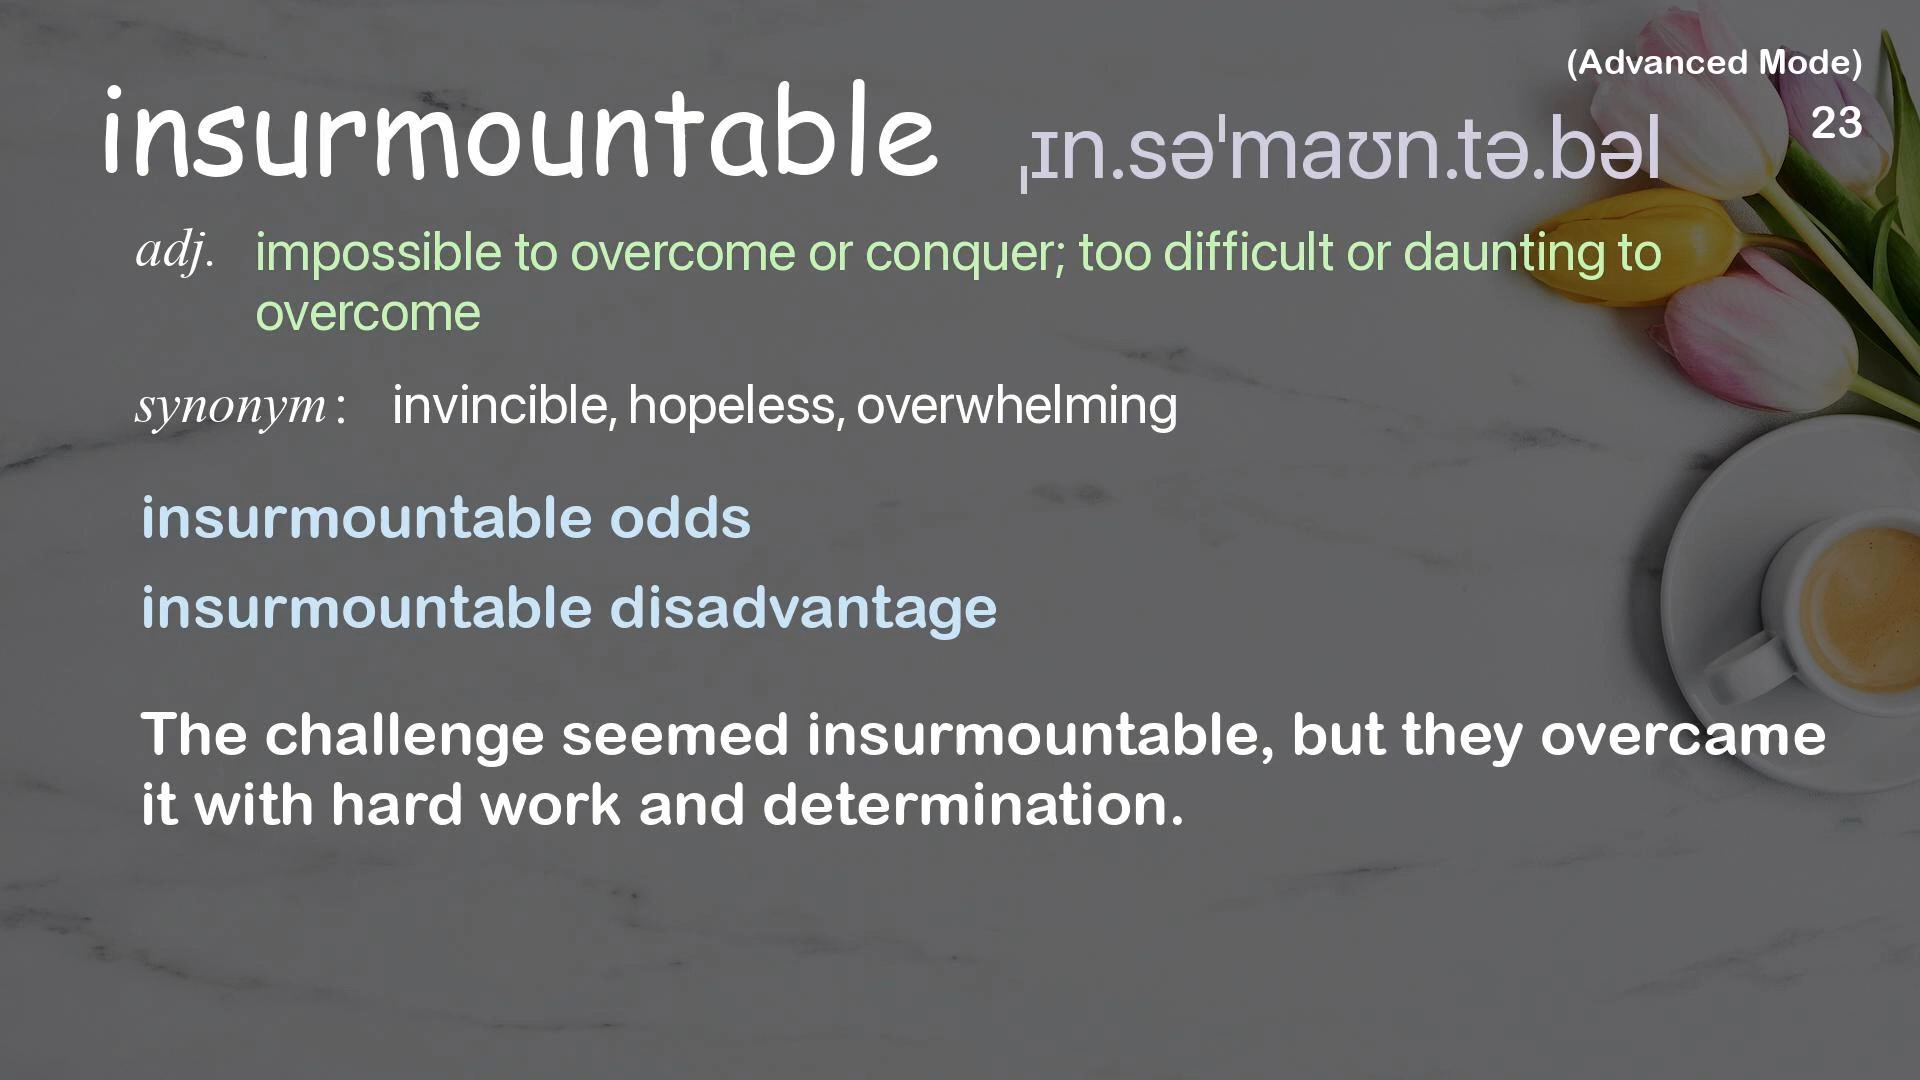 (Advanced Mode)
insurmountable ˌɪn.səˈmaʊn.tə.bəl 23
adj. impossible to overcome or conquer; too difficult or daunting to
overcome
synonym: invincible, hopeless, overwhelming
insurmountable odds
insurmountable disadvantage
The challenge seemed insurmountable, but they overcame
it with hard work and determination.